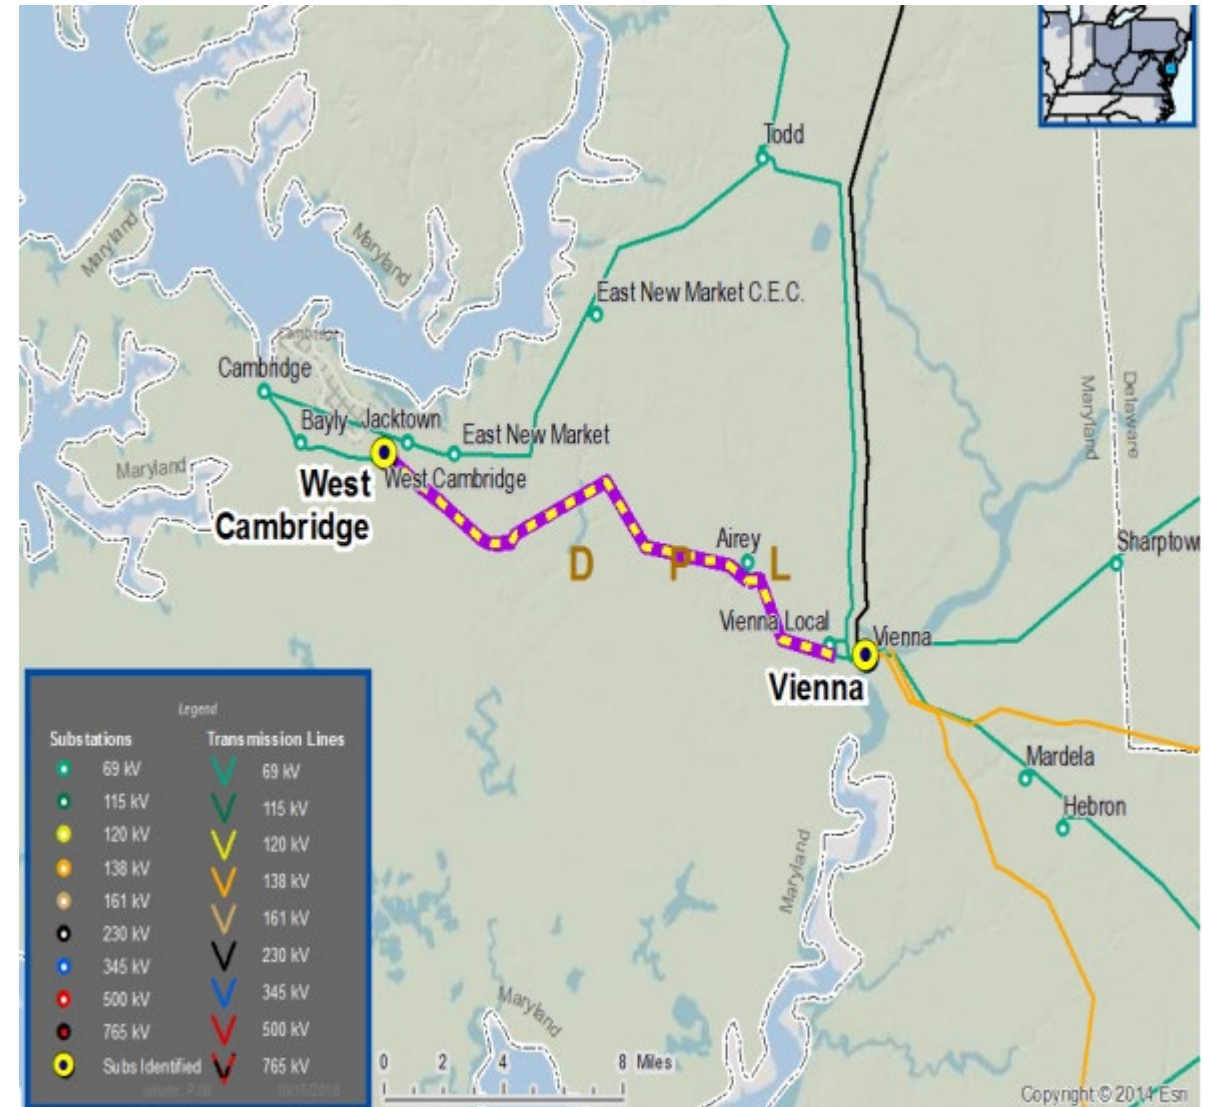 Todd
Maryland
Maryland
East New Market C.E.C.
Cambridge
Cambridge
Maryland
Delaware
Bayly
Jacktown
East New Market
Maryland
West
Cambridge
West Cambridge
Airey
D P L
Sharptow
Vienna Local
Vienna
Vienna
Mardela
Hebron
Maryland
Maryland
Legend
Substations Transmission Lines
69 kV 69 kV
115 kV 115 kV
120 kV 120 kV
138 kV 138 kV
161 kV 161 kV
230 kV 230 kV
345 kV 345 kV
500 kV 500 kV
765 kV 765 kV
Subs Identified
0 2 4 8 Miles
Copyright:© 2014 Esri